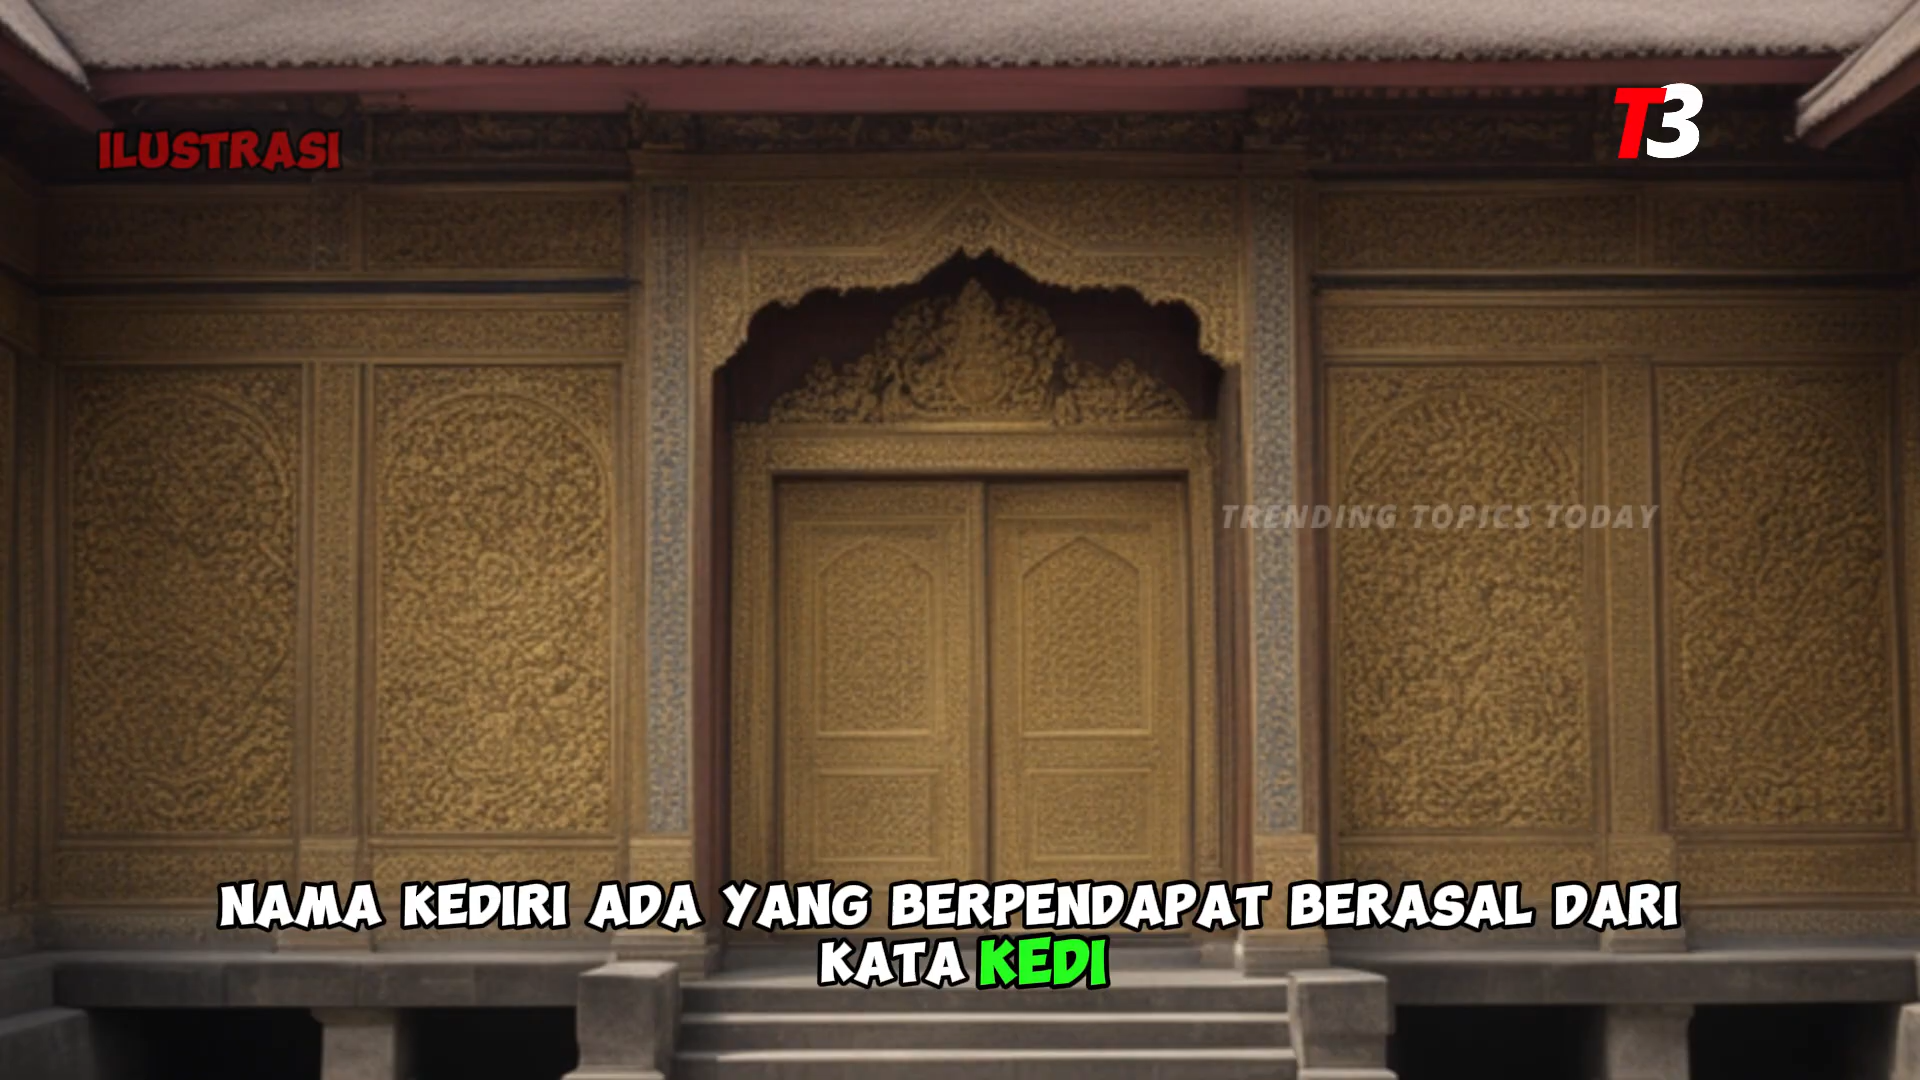 ILUSTRASI
T3
TRENDING TOPICS TODAY
NAMA KEDIRI ADA YANG BERPENDAPAT BERASAL DARI
KATA KEDI